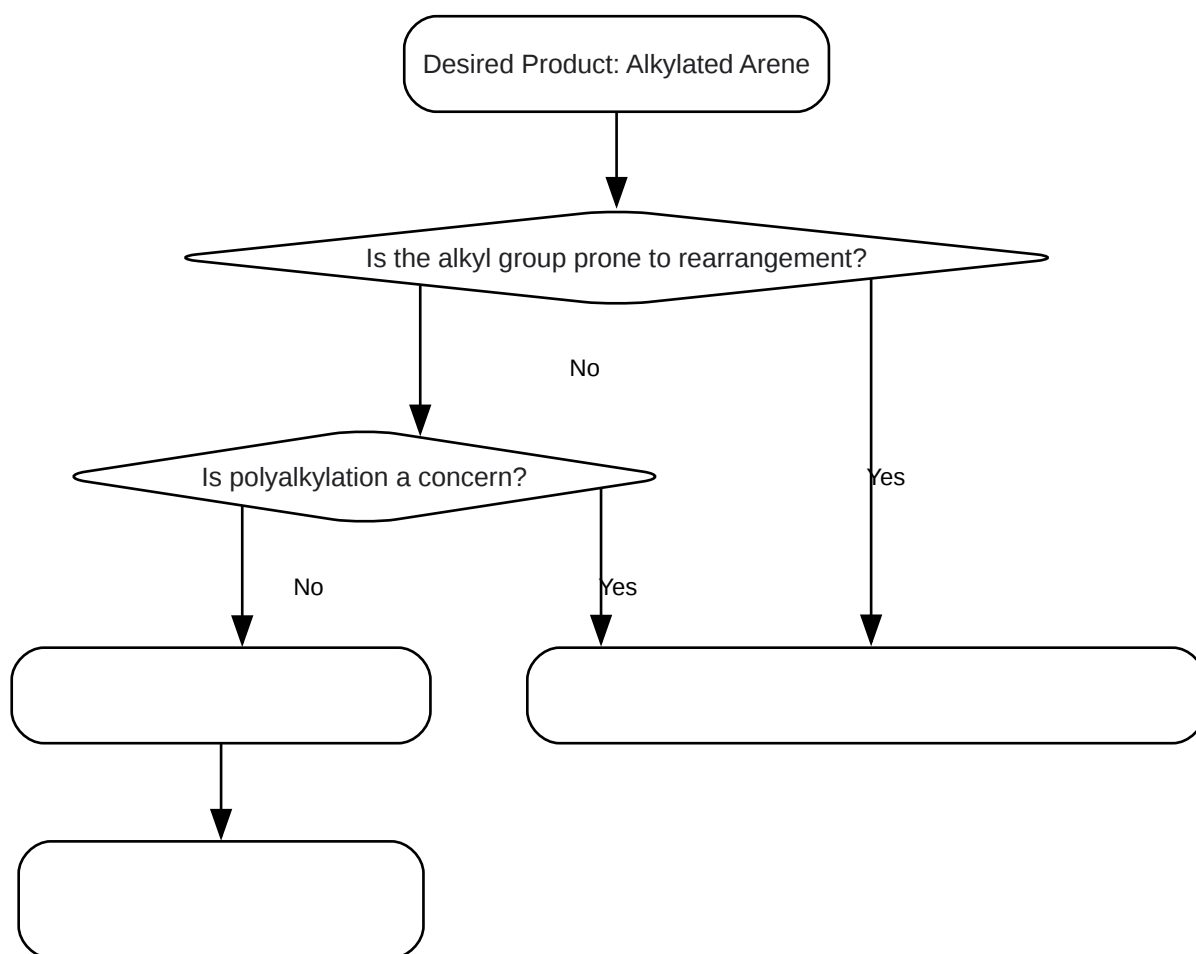 Desired Product: Alkylated Arene
Is the alkyl group prone to rearrangement?
No
Is polyalkylation a concern?
Yes
No
Yes